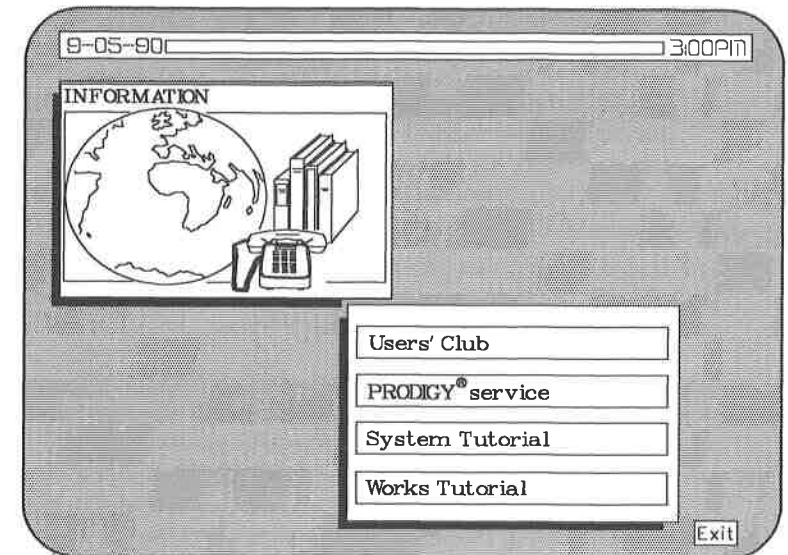 9-05-90
3:00PM
INFORMATION
Users' Club
PRODIGY® service
System Tutorial
Works Tutorial
Exit